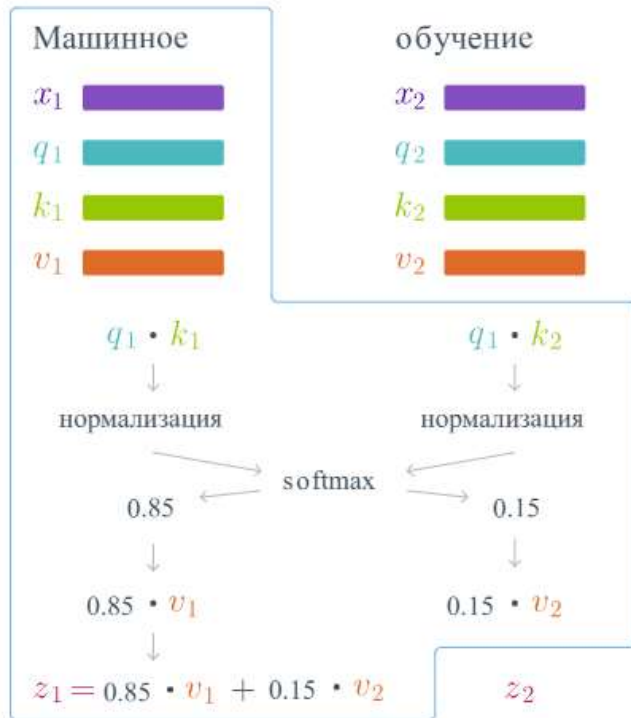 Машинное обучение
x₁ x₂
q₁ q₂
k₁ k₂
v₁ v₂
q₁ · k₁ q₁ · k₂
нормализация нормализация
softmax
0.85 0.15
0.85 · v₁ 0.15 · v₂
z₁ = 0.85 · v₁ + 0.15 · v₂ z₂